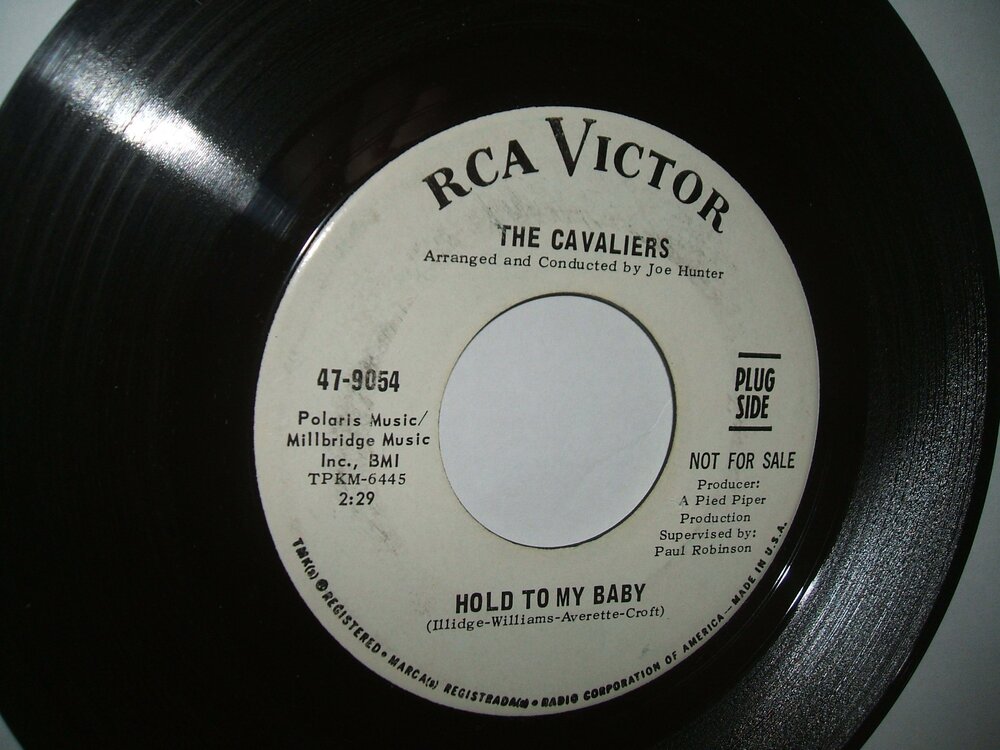 RCA VICTOR
THE CAVALIERS
Arranged and Conducted by Joe Hunter
47-9054
Polaris Music/
Millbridge Music
Inc., BMI
TPKM-6445
2:29
PLUG
SIDE
NOT FOR SALE
Producer:
A Pied Piper
Production
Supervised by:
Paul Robinson
HOLD TO MY BABY
(Illidge-Williams-Averette-Croft)
TMK(s) ® REGISTERED • MARCA(s) REGISTRADA(s) • RADIO CORPORATION OF AMERICA—MADE IN U.S.A.